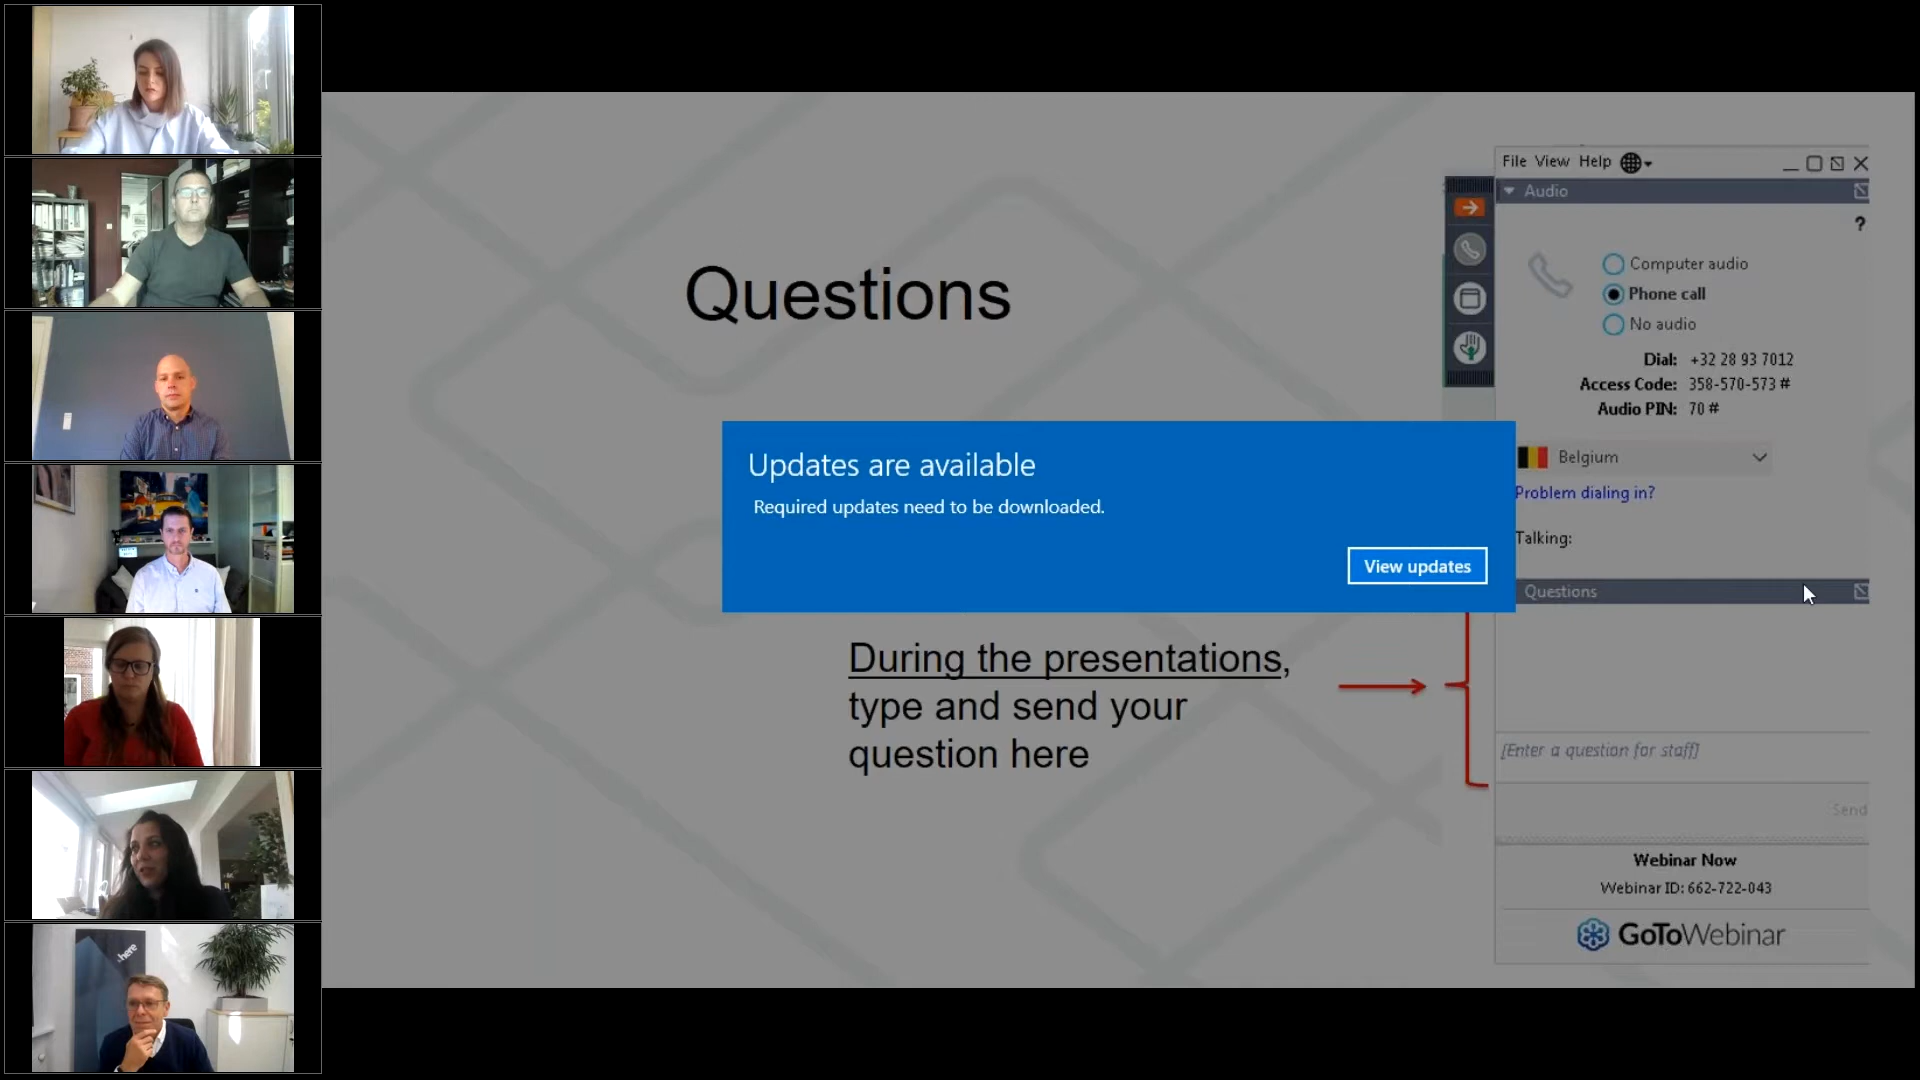 Questions
Updates are available
Required updates need to be downloaded.
View updates
During the presentations,
type and send your
question here
File View Help
Audio
?
Computer audio
Phone call
No audio
Dial: +32 28 93 7012
Access Code: 358-570-573 #
Audio PIN: 70 #
Belgium
Problem dialing in?
Talking:
Questions
[Enter a question for staff]
Send
Webinar Now
Webinar ID: 662-722-043
GoToWebinar
here